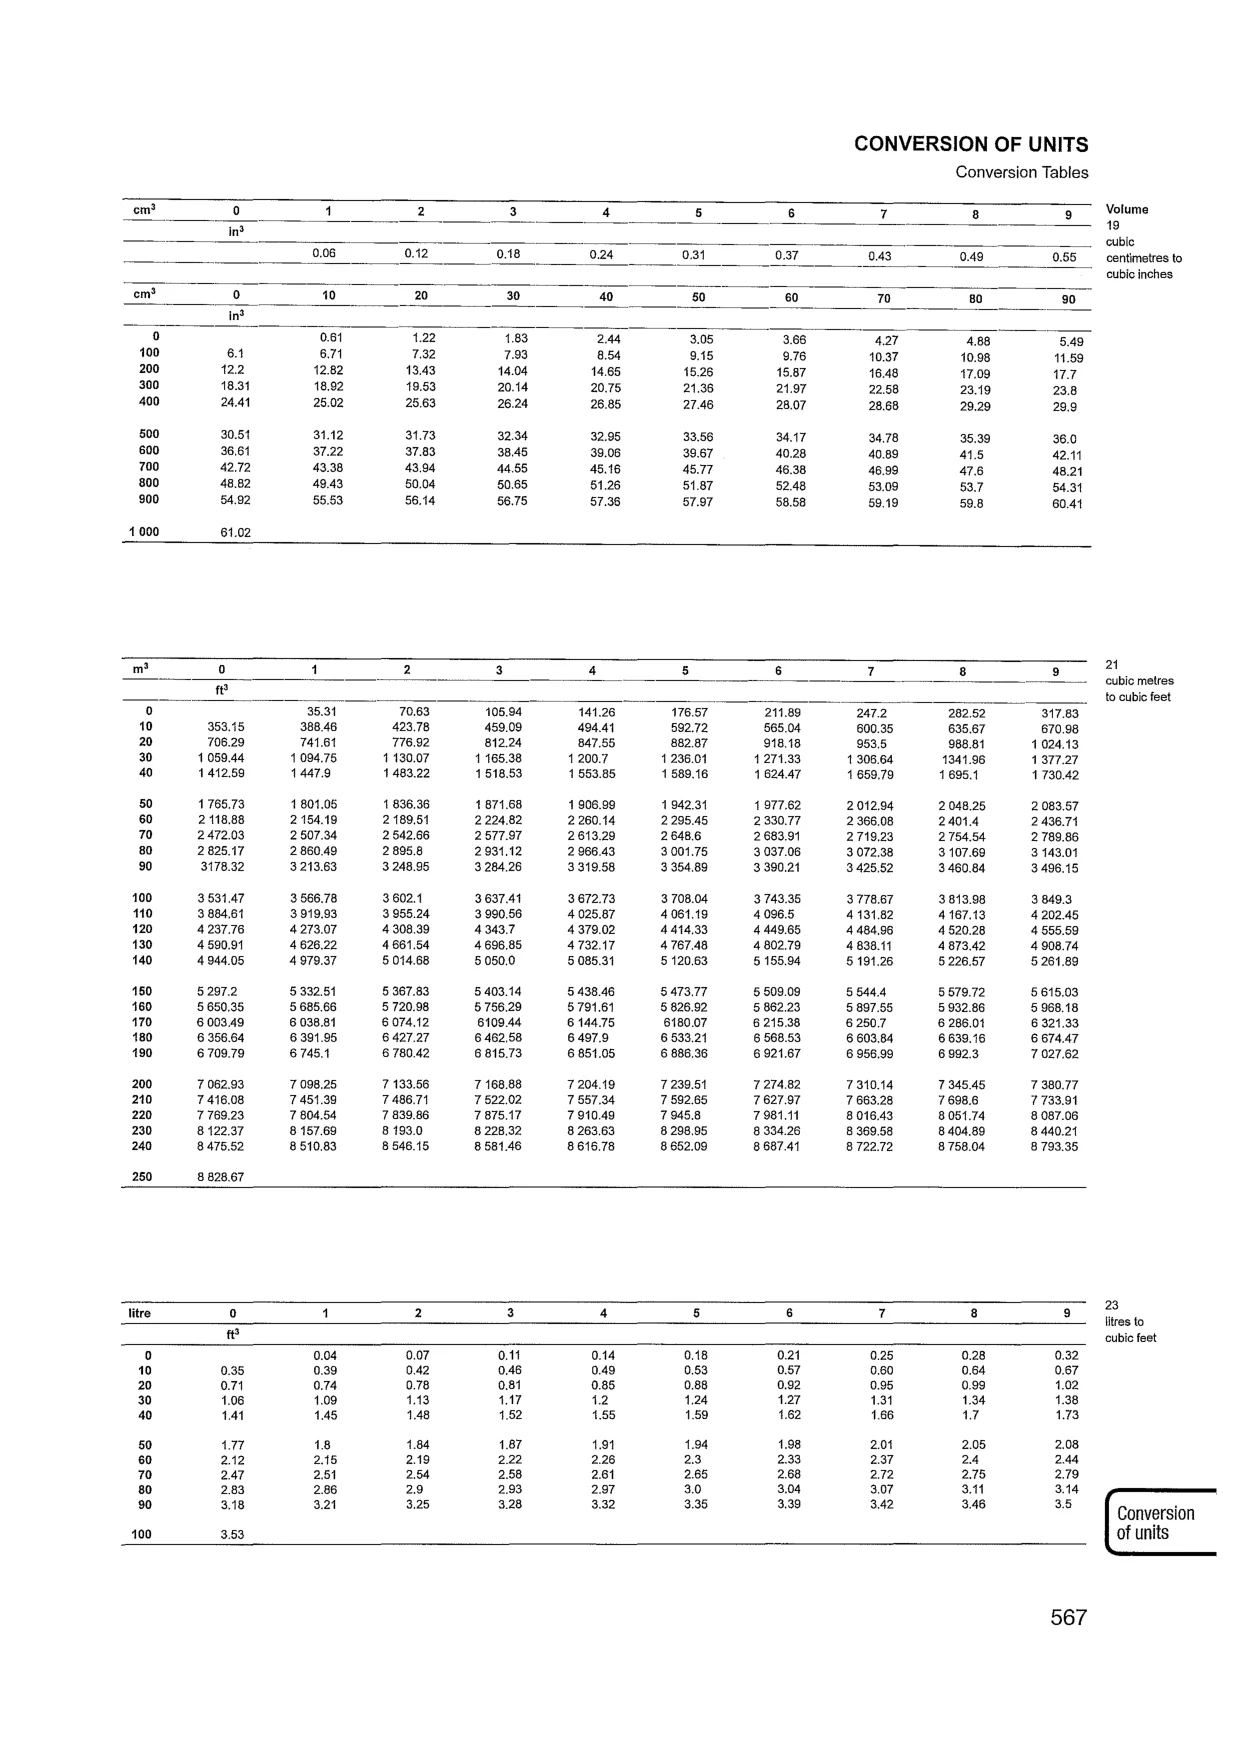 CONVERSION OF UNITS
Conversion Tables
cm³ 0 1 2 3 4 5 6 7 8 9
in³
0.06 0.12 0.18 0.24 0.31 0.37 0.43 0.49 0.55
cm³ 0 10 20 30 40 50 60 70 80 90
in³
0 0.61 1.22 1.83 2.44 3.05 3.66 4.27 4.88 5.49
100 6.1 6.71 7.32 7.93 8.54 9.15 9.76 10.37 10.98 11.59
200 12.2 12.82 13.43 14.04 14.65 15.26 15.87 16.48 17.09 17.7
300 18.31 18.92 19.53 20.14 20.75 21.36 21.97 22.58 23.19 23.8
400 24.41 25.02 25.63 26.24 26.85 27.46 28.07 28.68 29.29 29.9
500 30.51 31.12 31.73 32.34 32.95 33.56 34.17 34.78 35.39 36.0
600 36.61 37.22 37.83 38.45 39.06 39.67 40.28 40.89 41.5 42.11
700 42.72 43.38 43.94 44.55 45.16 45.77 46.38 46.99 47.6 48.21
800 48.82 49.43 50.04 50.65 51.26 51.87 52.48 53.09 53.7 54.31
900 54.92 55.53 56.14 56.75 57.36 57.97 58.58 59.19 59.8 60.41
1 000 61.02
Volume
19
cubic
centimetres to
cubic inches
m³ 0 1 2 3 4 5 6 7 8 9
ft³
0 35.31 70.63 105.94 141.26 176.57 211.89 247.2 282.52 317.83
10 353.15 388.46 423.78 459.09 494.41 592.72 565.04 600.35 635.67 670.98
20 706.29 741.61 776.92 812.24 847.55 882.87 918.18 953.5 988.81 1 024.13
30 1 059.44 1 094.75 1 130.07 1 165.38 1 200.7 1 236.01 1 271.33 1 306.64 1341.96 1 377.27
40 1 412.59 1 447.9 1 483.22 1 518.53 1 553.85 1 589.16 1 624.47 1 659.79 1 695.1 1 730.42
50 1 765.73 1 801.05 1 836.36 1 871.68 1 906.99 1 942.31 1 977.62 2 012.94 2 048.25 2 083.57
60 2 118.88 2 154.19 2 189.51 2 224.82 2 260.14 2 295.45 2 330.77 2 366.08 2 401.4 2 436.71
70 2 472.03 2 507.34 2 542.66 2 577.97 2 613.29 2 648.6 2 683.91 2 719.23 2 754.54 2 789.86
80 2 825.17 2 860.49 2 895.8 2 931.12 2 966.43 3 001.75 3 037.06 3 072.38 3 107.69 3 143.01
90 3178.32 3 213.63 3 248.95 3 284.26 3 319.58 3 354.89 3 390.21 3 425.52 3 460.84 3 496.15
100 3 531.47 3 566.78 3 602.1 3 637.41 3 672.73 3 708.04 3 743.35 3 778.67 3 813.98 3 849.3
110 3 884.61 3 919.93 3 955.24 3 990.56 4 025.87 4 061.19 4 096.5 4 131.82 4 167.13 4 202.45
120 4 237.76 4 273.07 4 308.39 4 343.7 4 379.02 4 414.33 4 449.65 4 484.96 4 520.28 4 555.59
130 4 590.91 4 626.22 4 661.54 4 696.85 4 732.17 4 767.48 4 802.79 4 838.11 4 873.42 4 908.74
140 4 944.05 4 979.37 5 014.68 5 050.0 5 085.31 5 120.63 5 155.94 5 191.26 5 226.57 5 261.89
150 5 297.2 5 332.51 5 367.83 5 403.14 5 438.46 5 473.77 5 509.09 5 544.4 5 579.72 5 615.03
160 5 650.35 5 685.66 5 720.98 5 756.29 5 791.61 5 826.92 5 862.23 5 897.55 5 932.86 5 968.18
170 6 003.49 6 038.81 6 074.12 6109.44 6 144.75 6180.07 6 215.38 6 250.7 6 286.01 6 321.33
180 6 356.64 6 391.95 6 427.27 6 462.58 6 497.9 6 533.21 6 568.53 6 603.84 6 639.16 6 674.47
190 6 709.79 6 745.1 6 780.42 6 815.73 6 851.05 6 886.36 6 921.67 6 956.99 6 992.3 7 027.62
200 7 062.93 7 098.25 7 133.56 7 168.88 7 204.19 7 239.51 7 274.82 7 310.14 7 345.45 7 380.77
210 7 416.08 7 451.39 7 486.71 7 522.02 7 557.34 7 592.65 7 627.97 7 663.28 7 698.6 7 733.91
220 7 769.23 7 804.54 7 839.86 7 875.17 7 910.49 7 945.8 7 981.11 8 016.43 8 051.74 8 087.06
230 8 122.37 8 157.69 8 193.0 8 228.32 8 263.63 8 298.95 8 334.26 8 369.58 8 404.89 8 440.21
240 8 475.52 8 510.83 8 546.15 8 581.46 8 616.78 8 652.09 8 687.41 8 722.72 8 758.04 8 793.35
250 8 828.67
21
cubic metres
to cubic feet
litre 0 1 2 3 4 5 6 7 8 9
ft³
0 0.04 0.07 0.11 0.14 0.18 0.21 0.25 0.28 0.32
10 0.35 0.39 0.42 0.46 0.49 0.53 0.57 0.60 0.64 0.67
20 0.71 0.74 0.78 0.81 0.85 0.88 0.92 0.95 0.99 1.02
30 1.06 1.09 1.13 1.17 1.2 1.24 1.27 1.31 1.34 1.38
40 1.41 1.45 1.48 1.52 1.55 1.59 1.62 1.66 1.7 1.73
50 1.77 1.8 1.84 1.87 1.91 1.94 1.98 2.01 2.05 2.08
60 2.12 2.15 2.19 2.22 2.26 2.3 2.33 2.37 2.4 2.44
70 2.47 2.51 2.54 2.58 2.61 2.65 2.68 2.72 2.75 2.79
80 2.83 2.86 2.9 2.93 2.97 3.0 3.04 3.07 3.11 3.14
90 3.18 3.21 3.25 3.28 3.32 3.35 3.39 3.42 3.46 3.5
100 3.53
23
litres to
cubic feet
Conversion
of units
567